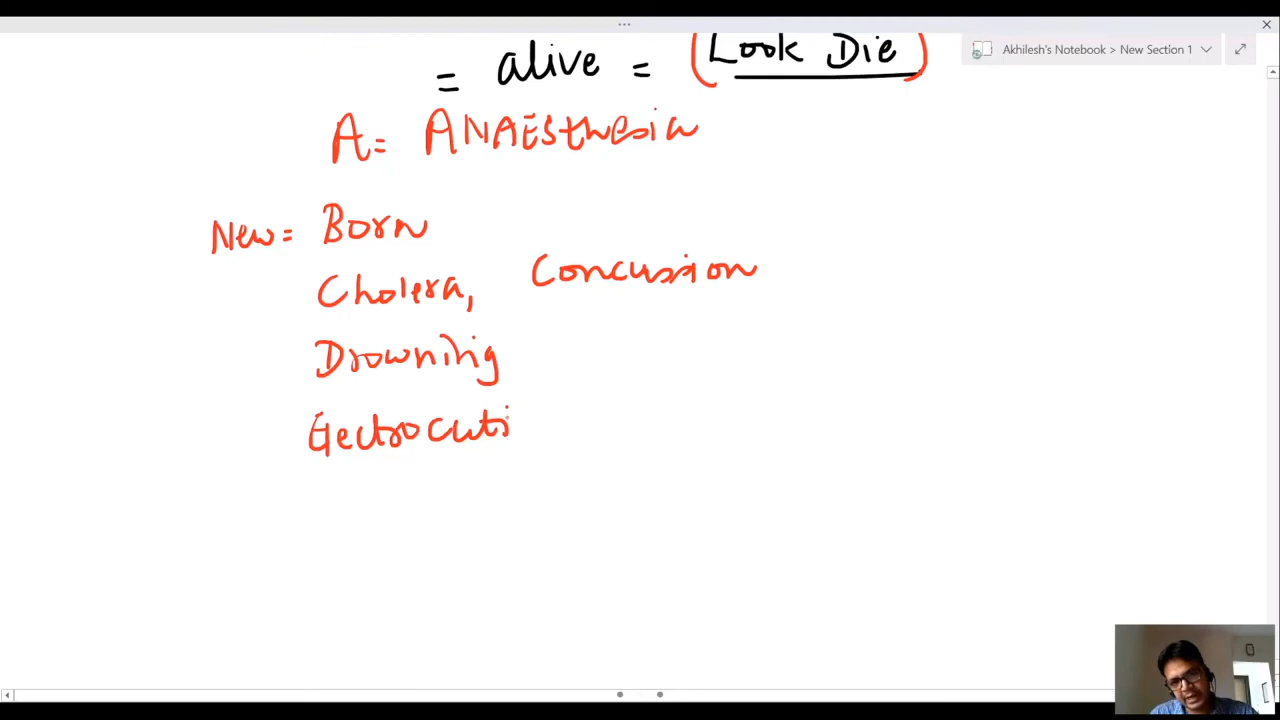 Akhilesh's Notebook > New Section 1
= alive = (Look Die)
A = ANAESthesia
New = Born
Cholera, Concussion
Drowning
Electrocuti